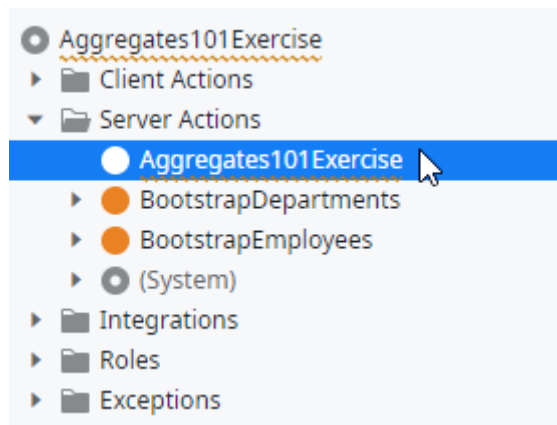 Aggregates101Exercise
Client Actions
Server Actions
Aggregates101Exercise
BootstrapDepartments
BootstrapEmployees
(System)
Integrations
Roles
Exceptions